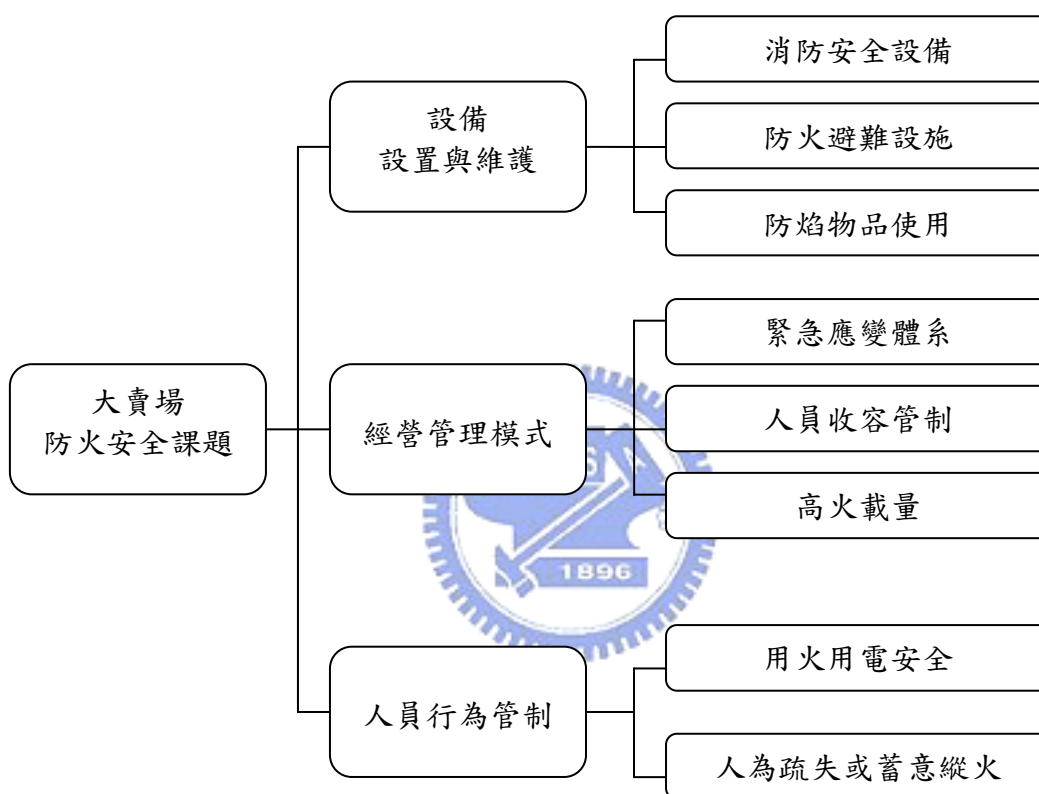 大賣場
防火安全課題
設備
設置與維護
消防安全設備
防火避難設施
防焰物品使用
經營管理模式
緊急應變體系
人員收容管制
高火載量
人員行為管制
用火用電安全
人為疏失或蓄意縱火
1896